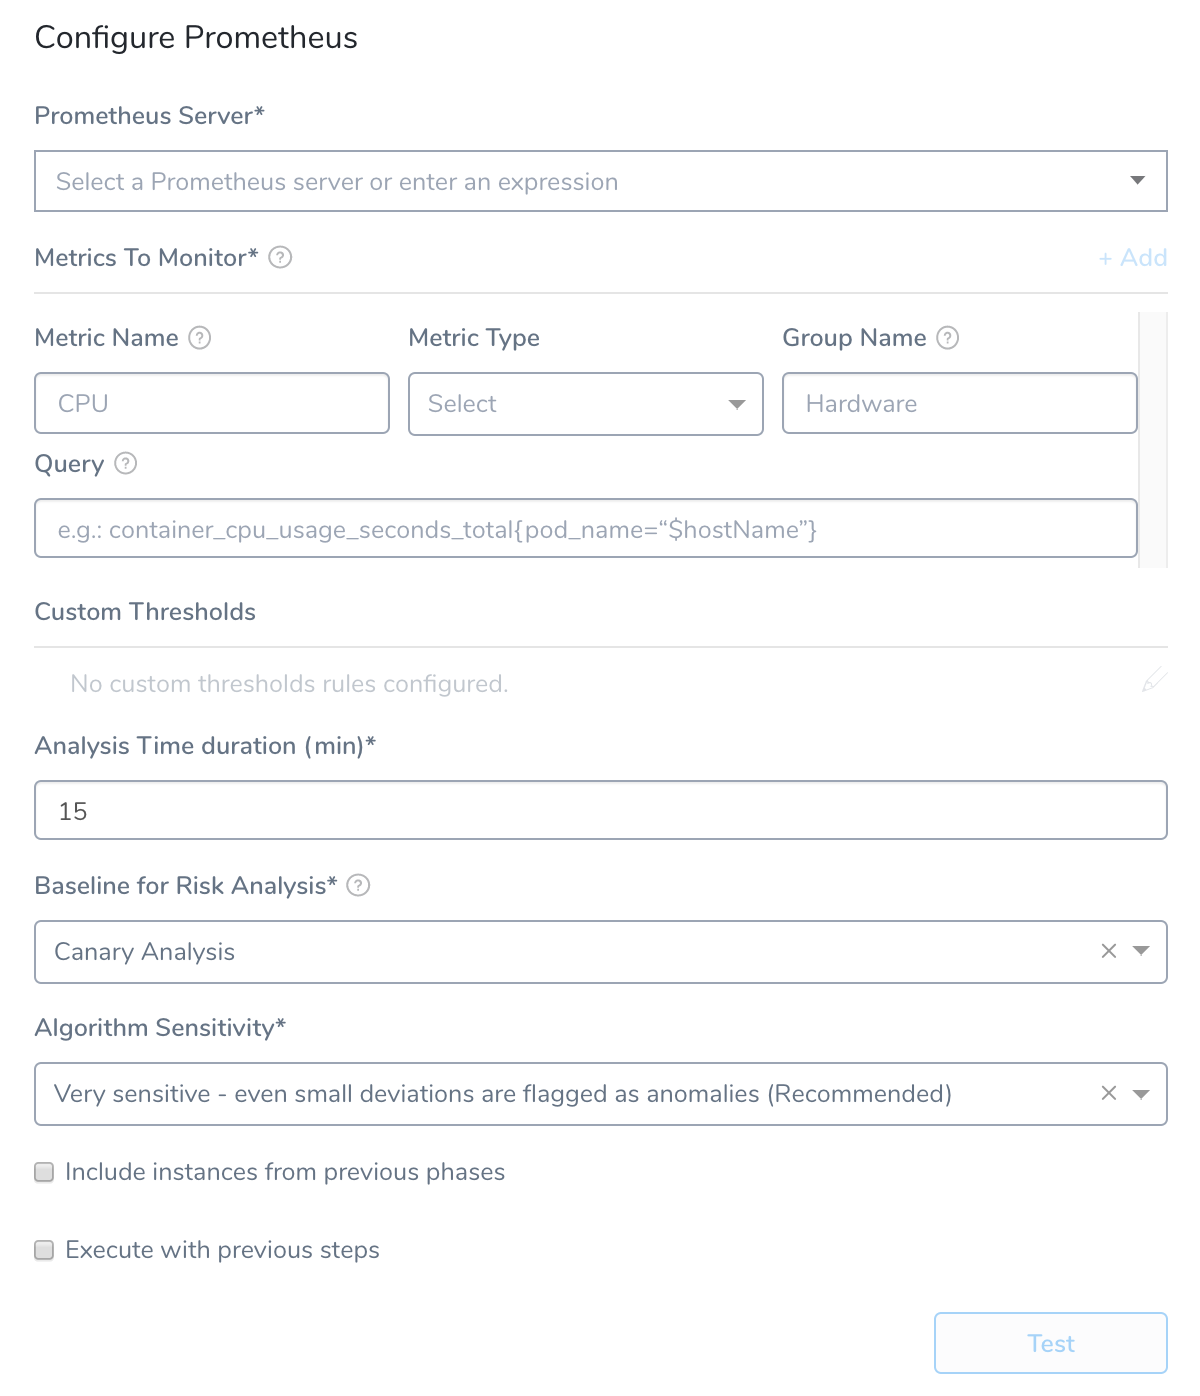 Configure Prometheus
Prometheus Server*
Select a Prometheus server or enter an expression
Metrics To Monitor* ?
+ Add
Metric Name ? Metric Type Group Name ?
CPU Select Hardware
Query ?
e.g.: container_cpu_usage_seconds_total{pod_name=“$hostName”}
Custom Thresholds
No custom thresholds rules configured.
Analysis Time duration (min)*
15
Baseline for Risk Analysis* ?
Canary Analysis
Algorithm Sensitivity*
Very sensitive - even small deviations are flagged as anomalies (Recommended)
Include instances from previous phases
Execute with previous steps
Test